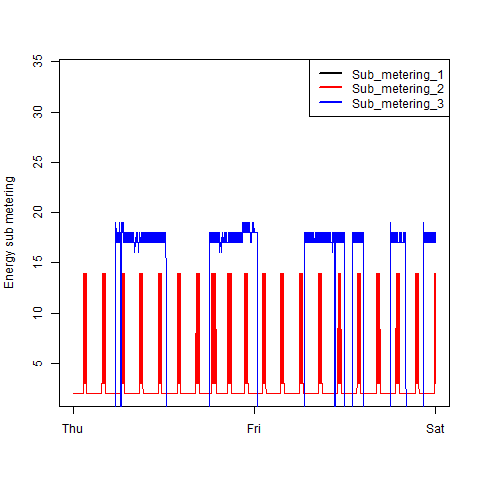 Sub_metering_1
Sub_metering_2
Sub_metering_3
Energy sub metering
35
30
25
20
15
10
5
Thu Fri Sat